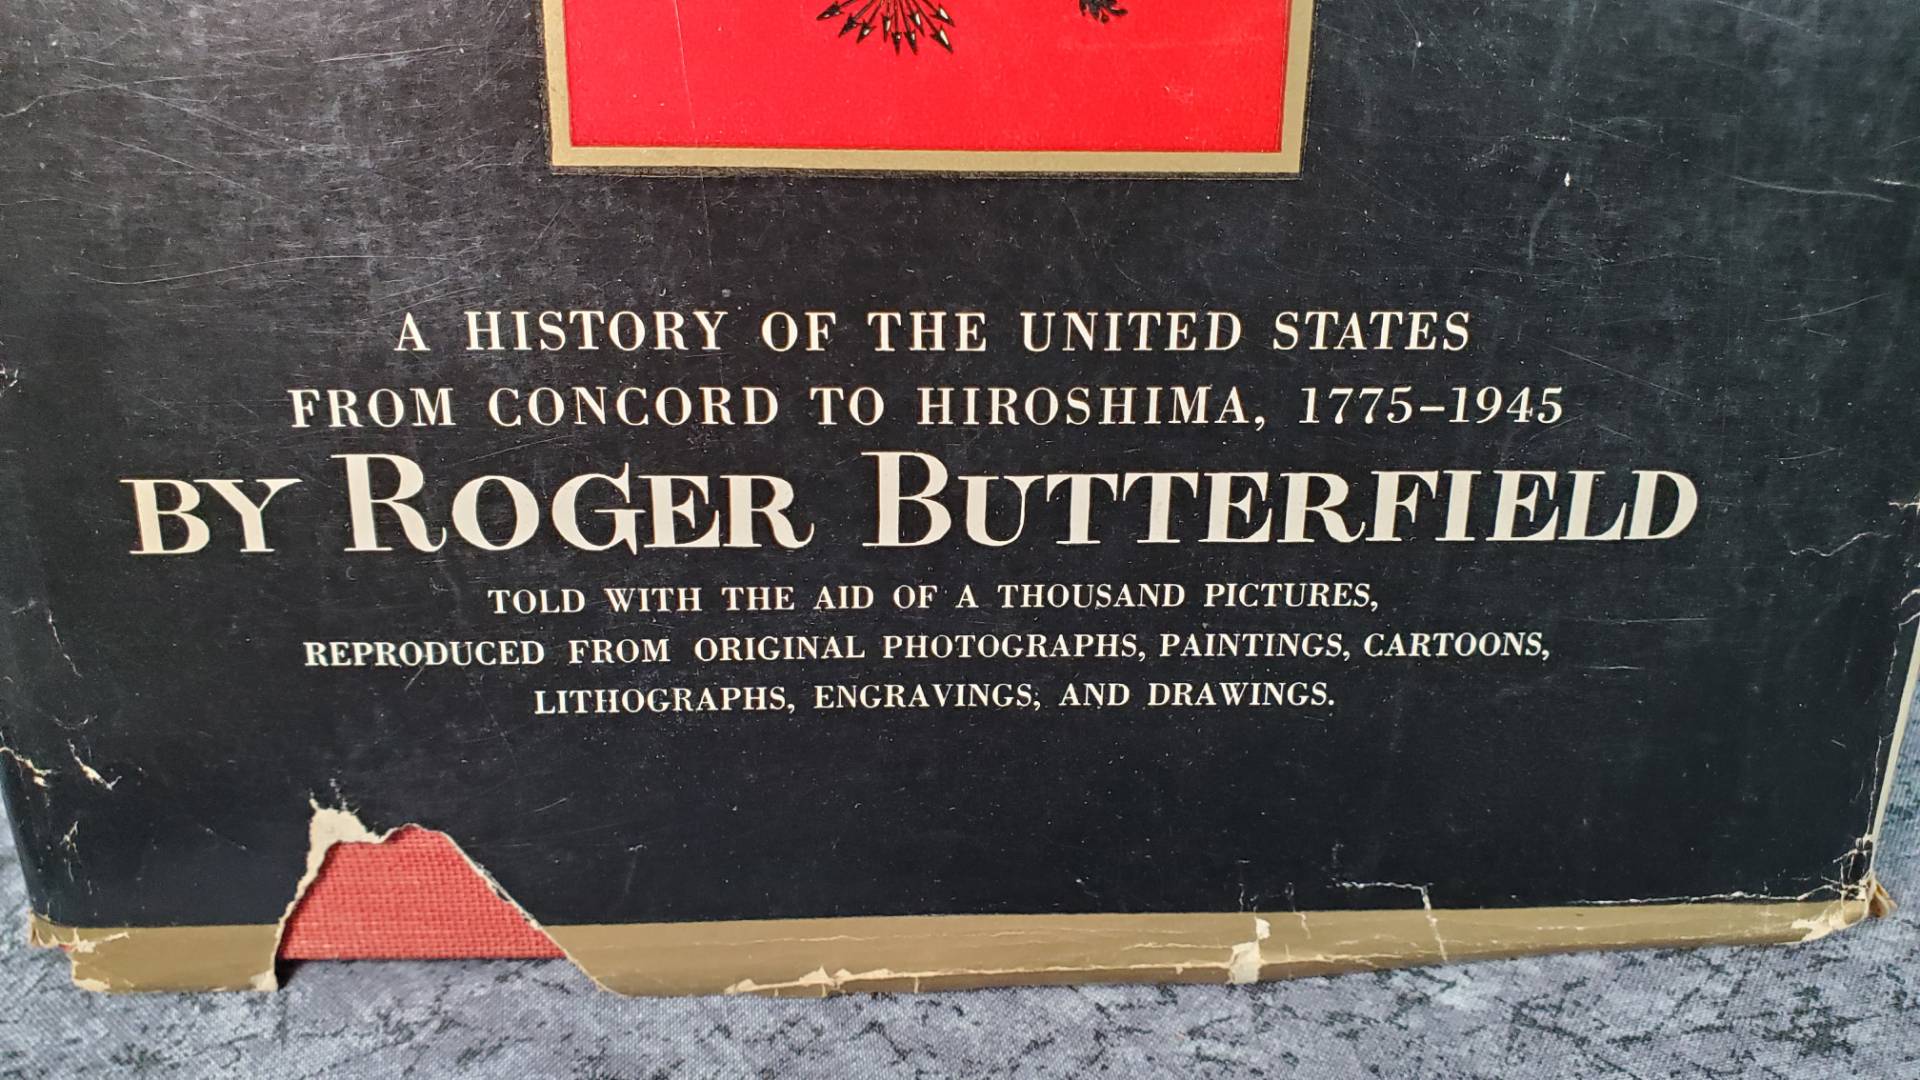 A HISTORY OF THE UNITED STATES
FROM CONCORD TO HIROSHIMA, 1775–1945
BY ROGER BUTTERFIELD
TOLD WITH THE AID OF A THOUSAND PICTURES,
REPRODUCED FROM ORIGINAL PHOTOGRAPHS, PAINTINGS, CARTOONS,
LITHOGRAPHS, ENGRAVINGS, AND DRAWINGS.